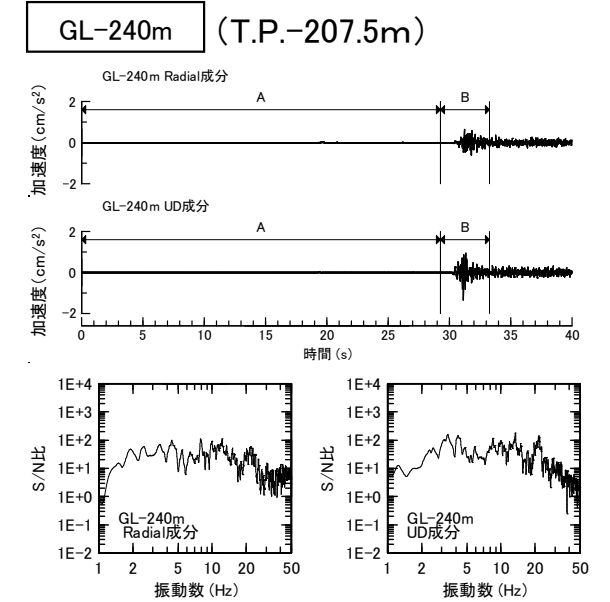 GL-240m (T.P.-207.5m)
GL-240m Radial成分
A B
加速度(cm/s²)
2
0
-2
GL-240m UD成分
A B
加速度(cm/s²)
2
0
-2
0 5 10 15 20 25 30 35 40
時間(s)
S/N比
1E+4
1E+3
1E+2
1E+1
1E+0
1E-1
1E-2
GL-240m
Radial成分
1 2 5 10 20 50
振動数(Hz)
S/N比
1E+4
1E+3
1E+2
1E+1
1E+0
1E-1
1E-2
GL-240m
UD成分
1 2 5 10 20 50
振動数(Hz)